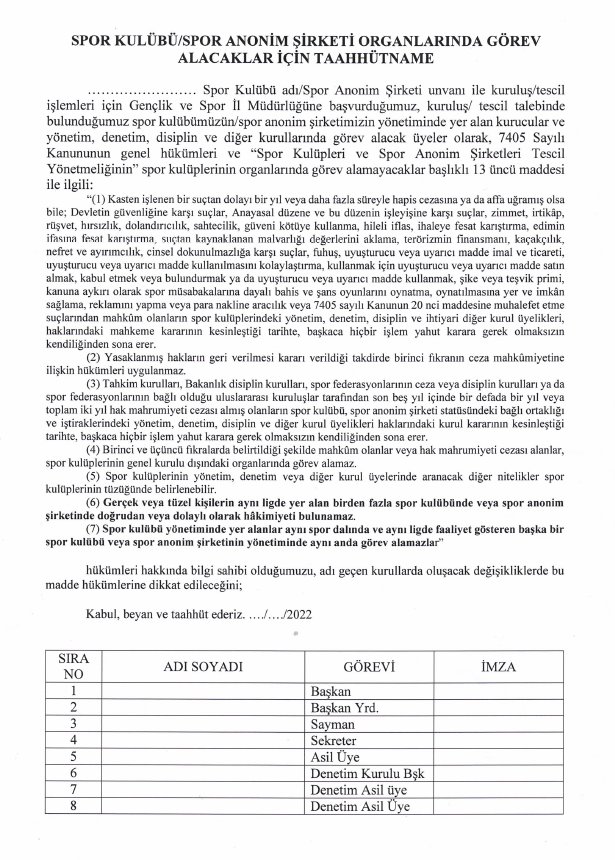 SPOR KULÜBÜ/SPOR ANONİM ŞİRKETİ ORGANLARINDA GÖREV
ALACAKLAR İÇİN TAAHHÜTNAME
…………………… Spor Kulübü adı/Spor Anonim Şirketi unvanı ile kuruluş/tescil
işlemleri için Gençlik ve Spor İl Müdürlüğüne başvurduğumuz, kuruluş/ tescil talebinde
bulunduğumuz spor kulübümüzün/spor anonim şirketimizin yönetiminde yer alan kurucular ve
yönetim, denetim, disiplin ve diğer kurullarında görev alacak üyeler olarak, 7405 Sayılı
Kanununun genel hükümleri ve “Spor Kulüpleri ve Spor Anonim Şirketleri Tescil
Yönetmeliğinin” spor kulüplerinin organlarında görev alamayacaklar başlıklı 13 üncü maddesi
ile ilgili:
“(1) Kasten işlenen bir suçtan dolayı bir yıl veya daha fazla süreyle hapis cezasına ya da affa uğramış olsa
bile; Devletin güvenliğine karşı suçlar, Anayasal düzene ve bu düzenin işleyişine karşı suçlar, zimmet, irtikâp,
rüşvet, hırsızlık, dolandırıcılık, sahtecilik, güveni kötüye kullanma, hileli iflas, ihaleye fesat karıştırma, edimin
ifasına fesat karıştırma, suçtan kaynaklanan malvarlığı değerlerini aklama, terörizmin finansmanı, kaçakçılık,
nefret ve ayırımcılık, cinsel dokunulmazlığa karşı suçlar, fuhuş, uyuşturucu veya uyarıcı madde imal ve ticareti,
uyuşturucu veya uyarıcı madde kullanılmasını kolaylaştırma, kullanmak için uyuşturucu veya uyarıcı madde satın
almak, kabul etmek veya bulundurmak ya da uyuşturucu veya uyarıcı madde kullanmak, şike veya teşvik primi,
kanuna aykırı olarak spor müsabakalarına dayalı bahis ve şans oyunlarını oynatma, oynatılmasına yer ve imkân
sağlama, reklamını yapma veya para nakline aracılık veya 7405 sayılı Kanunun 20 nci maddesine muhalefet etme
suçlarından mahkûm olanların spor kulüplerindeki yönetim, denetim, disiplin ve ihtiyari diğer kurul üyelikleri,
haklarındaki mahkeme kararının kesinleştiği tarihte, başkaca hiçbir işlem yahut karara gerek olmaksızın
kendiliğinden sona erer.
(2) Yasaklanmış hakların geri verilmesi kararı verildiği takdirde birinci fıkranın ceza mahkûmiyetine
ilişkin hükümleri uygulanmaz.
(3) Tahkim kurulları, Bakanlık disiplin kurulları, spor federasyonlarının ceza veya disiplin kurulları ya da
spor federasyonlarının bağlı olduğu uluslararası kuruluşlar tarafından son beş yıl içinde bir defada bir yıl veya
toplam iki yıl hak mahrumiyeti cezası almış olanların spor kulübü, spor anonim şirketi statüsündeki bağlı ortaklığı
ve iştiraklerindeki yönetim, denetim, disiplin ve diğer kurul üyelikleri haklarındaki kurul kararının kesinleştiği
tarihte, başkaca hiçbir işlem yahut karara gerek olmaksızın kendiliğinden sona erer.
(4) Birinci ve üçüncü fıkralarda belirtildiği şekilde mahkûm olanlar veya hak mahrumiyeti cezası alanlar,
spor kulüplerinin genel kurulu dışındaki organlarında görev alamaz.
(5) Spor kulüplerinin yönetim, denetim veya diğer kurul üyelerinde aranacak diğer nitelikler spor
kulüplerinin tüzüğünde belirlenebilir.
(6) Gerçek veya tüzel kişilerin aynı ligde yer alan birden fazla spor kulübünde veya spor anonim
şirketinde doğrudan veya dolaylı olarak hâkimiyeti bulunamaz.
(7) Spor kulübü yönetiminde yer alanlar aynı spor dalında ve aynı ligde faaliyet gösteren başka bir
spor kulübü veya spor anonim şirketinin yönetiminde aynı anda görev alamazlar”
hükümleri hakkında bilgi sahibi olduğumuzu, adı geçen kurullarda oluşacak değişikliklerde bu
madde hükümlerine dikkat edileceğini;
Kabul, beyan ve taahhüt ederiz. …./…./2022
SIRA NO ADI SOYADI GÖREVİ İMZA
1 Başkan
2 Başkan Yrd.
3 Sayman
4 Sekreter
5 Asil Üye
6 Denetim Kurulu Bşk
7 Denetim Asil üye
8 Denetim Asil Üye